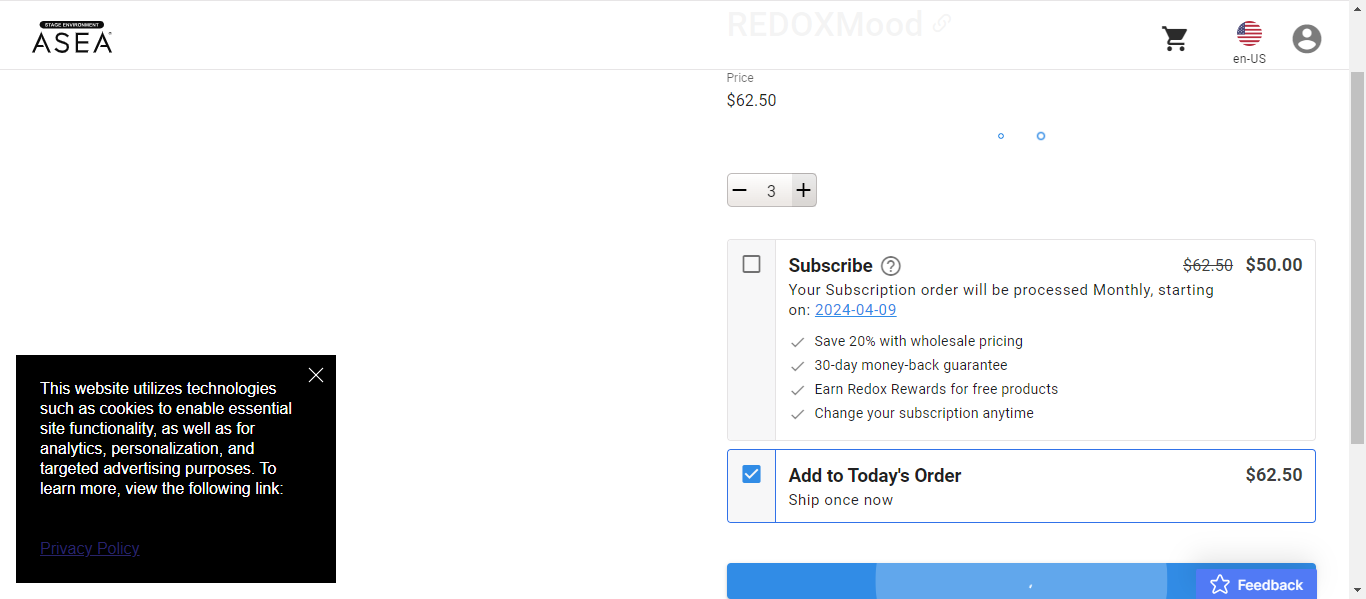 STAGE ENVIRONMENT
ASEA
REDOXMood
en-US
Price
$62.50
3
Subscribe
$62.50 $50.00
Your Subscription order will be processed Monthly, starting
on: 2024-04-09
Save 20% with wholesale pricing
30-day money-back guarantee
Earn Redox Rewards for free products
Change your subscription anytime
Add to Today's Order
$62.50
Ship once now
This website utilizes technologies
such as cookies to enable essential
site functionality, as well as for
analytics, personalization, and
targeted advertising purposes. To
learn more, view the following link:
Privacy Policy
Feedback